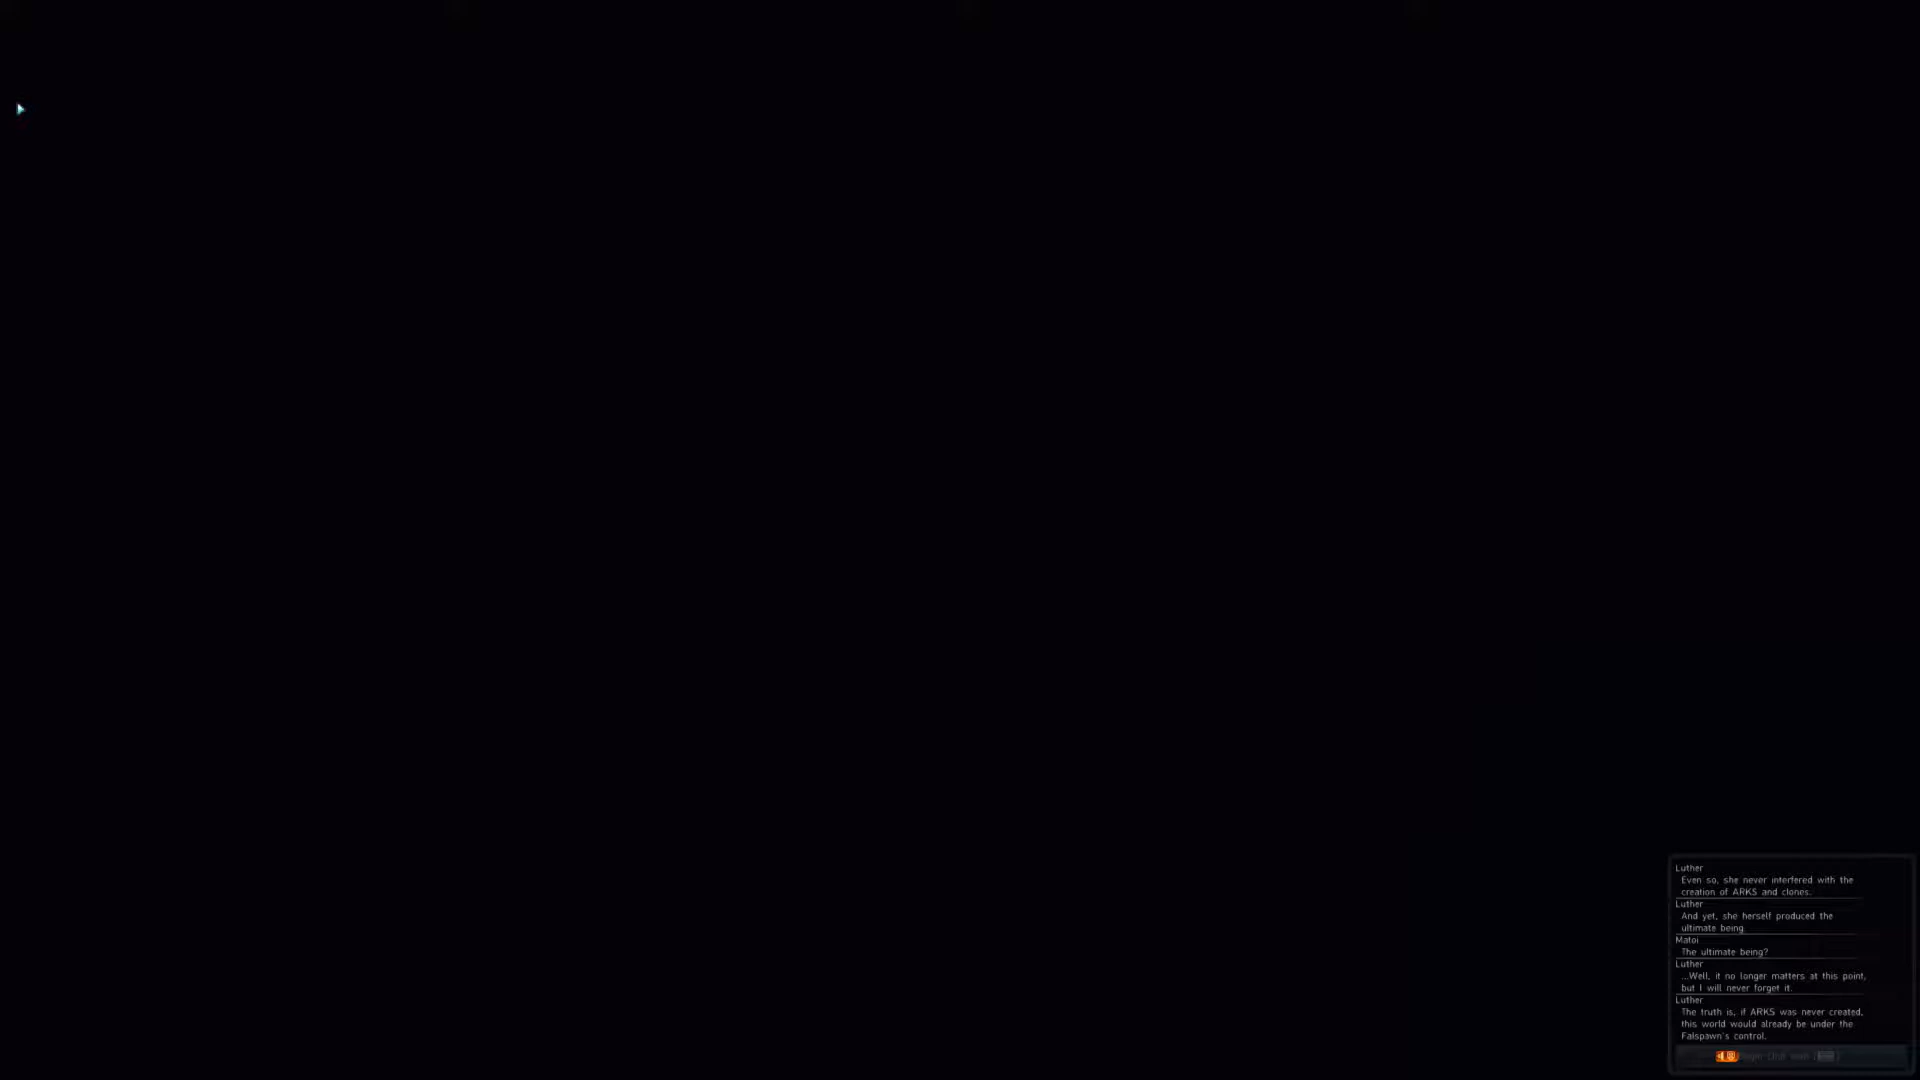 Luther
Even so, she never interfered with the
creation of ARKS and clones.
Luther
And yet, she herself produced the
ultimate being.
Matoi
The ultimate being?
Luther
...Well, it no longer matters at this point,
but I will never forget it.
Luther
The truth is, if ARKS was never created,
this world would already be under the
Falspawn's control.